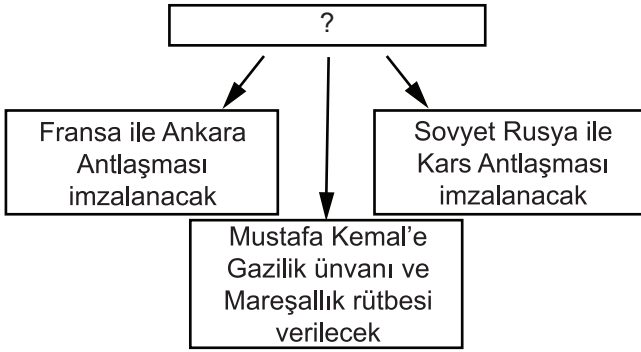 ?
Fransa ile Ankara
Antlaşması
imzalanacak
Sovyet Rusya ile
Kars Antlaşması
imzalanacak
Mustafa Kemal’e
Gazilik ünvanı ve
Mareşallık rütbesi
verilecek